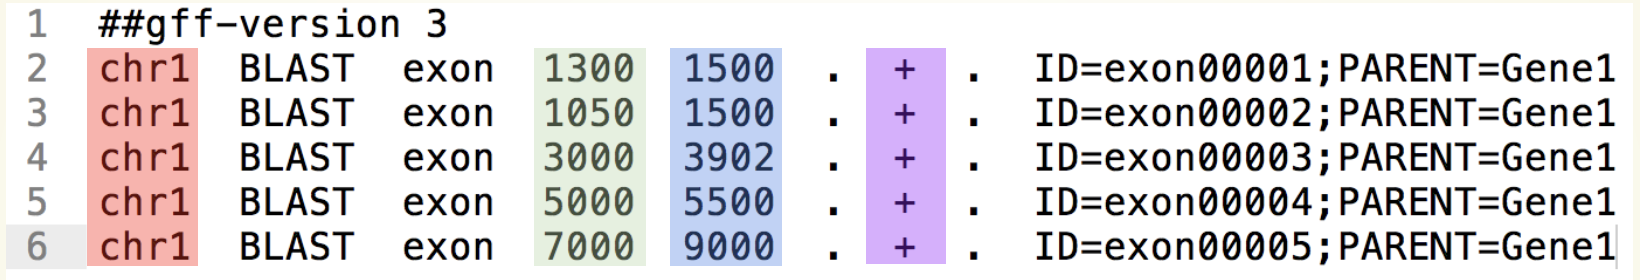 1 ##gff-version 3
2 chr1 BLAST exon 1300 1500 . + . ID=exon00001;PARENT=Gene1
3 chr1 BLAST exon 1050 1500 . + . ID=exon00002;PARENT=Gene1
4 chr1 BLAST exon 3000 3902 . + . ID=exon00003;PARENT=Gene1
5 chr1 BLAST exon 5000 5500 . + . ID=exon00004;PARENT=Gene1
6 chr1 BLAST exon 7000 9000 . + . ID=exon00005;PARENT=Gene1